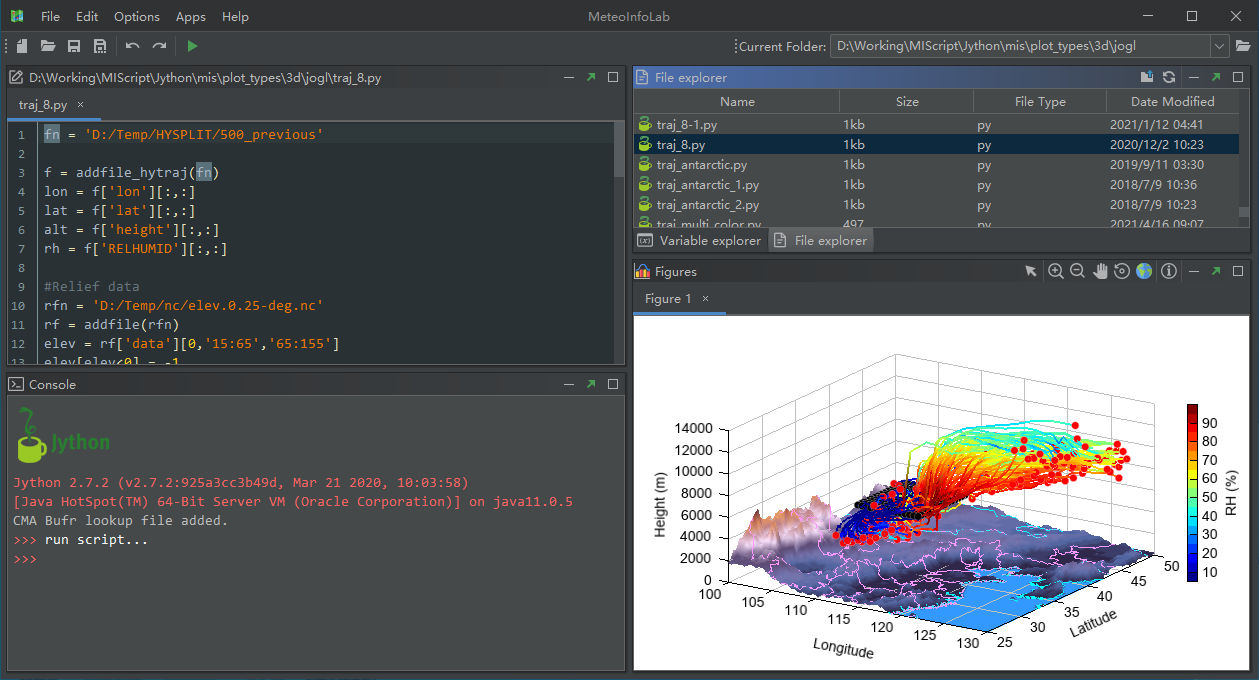 File Edit Options Apps Help
MeteoInfoLab
Current Folder: D:\Working\MIScript\Jython\mis\plot_types\3d\jogl
D:\Working\MIScript\Jython\mis\plot_types\3d\jogl\traj_8.py
traj_8.py ×
1 fn = 'D:/Temp/HYSPLIT/500_previous'
2
3 f = addfile_hytraj(fn)
4 lon = f['lon'][:,:]
5 lat = f['lat'][:,:]
6 alt = f['height'][:,:]
7 rh = f['RELHUMID'][:,:]
8
9 #Relief data
10 rfn = 'D:/Temp/nc/elev.0.25-deg.nc'
11 rf = addfile(rfn)
12 elev = rf['data'][0,'15:65','65:155']
13 elev[elev<0] = -1
Console
Jython
Jython 2.7.2 (v2.7.2:925a3cc3b49d, Mar 21 2020, 10:03:58)
[Java HotSpot(TM) 64-Bit Server VM (Oracle Corporation)] on java11.0.5
CMA Bufr lookup file added.
>>> run script...
>>>
File explorer
Name Size File Type Date Modified
traj_8-1.py 1kb py 2021/1/12 04:41
traj_8.py 1kb py 2020/12/2 10:23
traj_antarctic.py 1kb py 2019/9/11 03:30
traj_antarctic_1.py 1kb py 2018/7/9 10:36
traj_antarctic_2.py 1kb py 2018/7/9 10:23
traj_multi_color.py 497 py 2021/4/16 09:07
Variable explorer File explorer
Figures
Figure 1 ×
Height (m)
14000
12000
10000
8000
6000
4000
2000
0
100 105 110 115 120 125 130
Longitude
25 30 35 40 45 50
Latitude
90
80
70
60
50
40
30
20
10
RH (%)